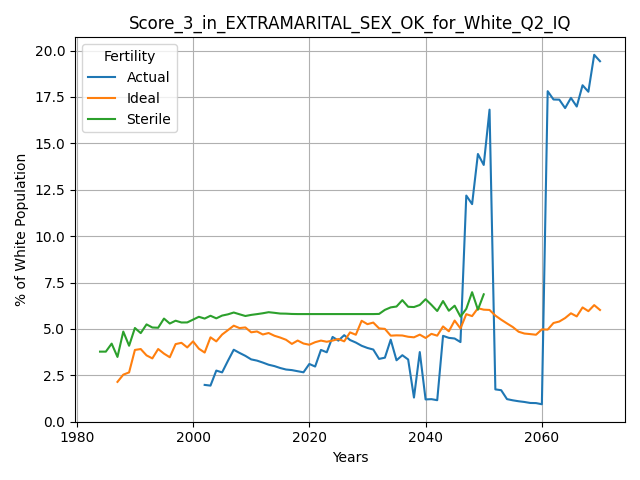 Score_3_in_EXTRAMARITAL_SEX_OK_for_White_Q2_IQ
Fertility
Actual
Ideal
Sterile
% of White Population
20.0
17.5
15.0
12.5
10.0
7.5
5.0
2.5
0.0
1980 2000 2020 2040 2060
Years